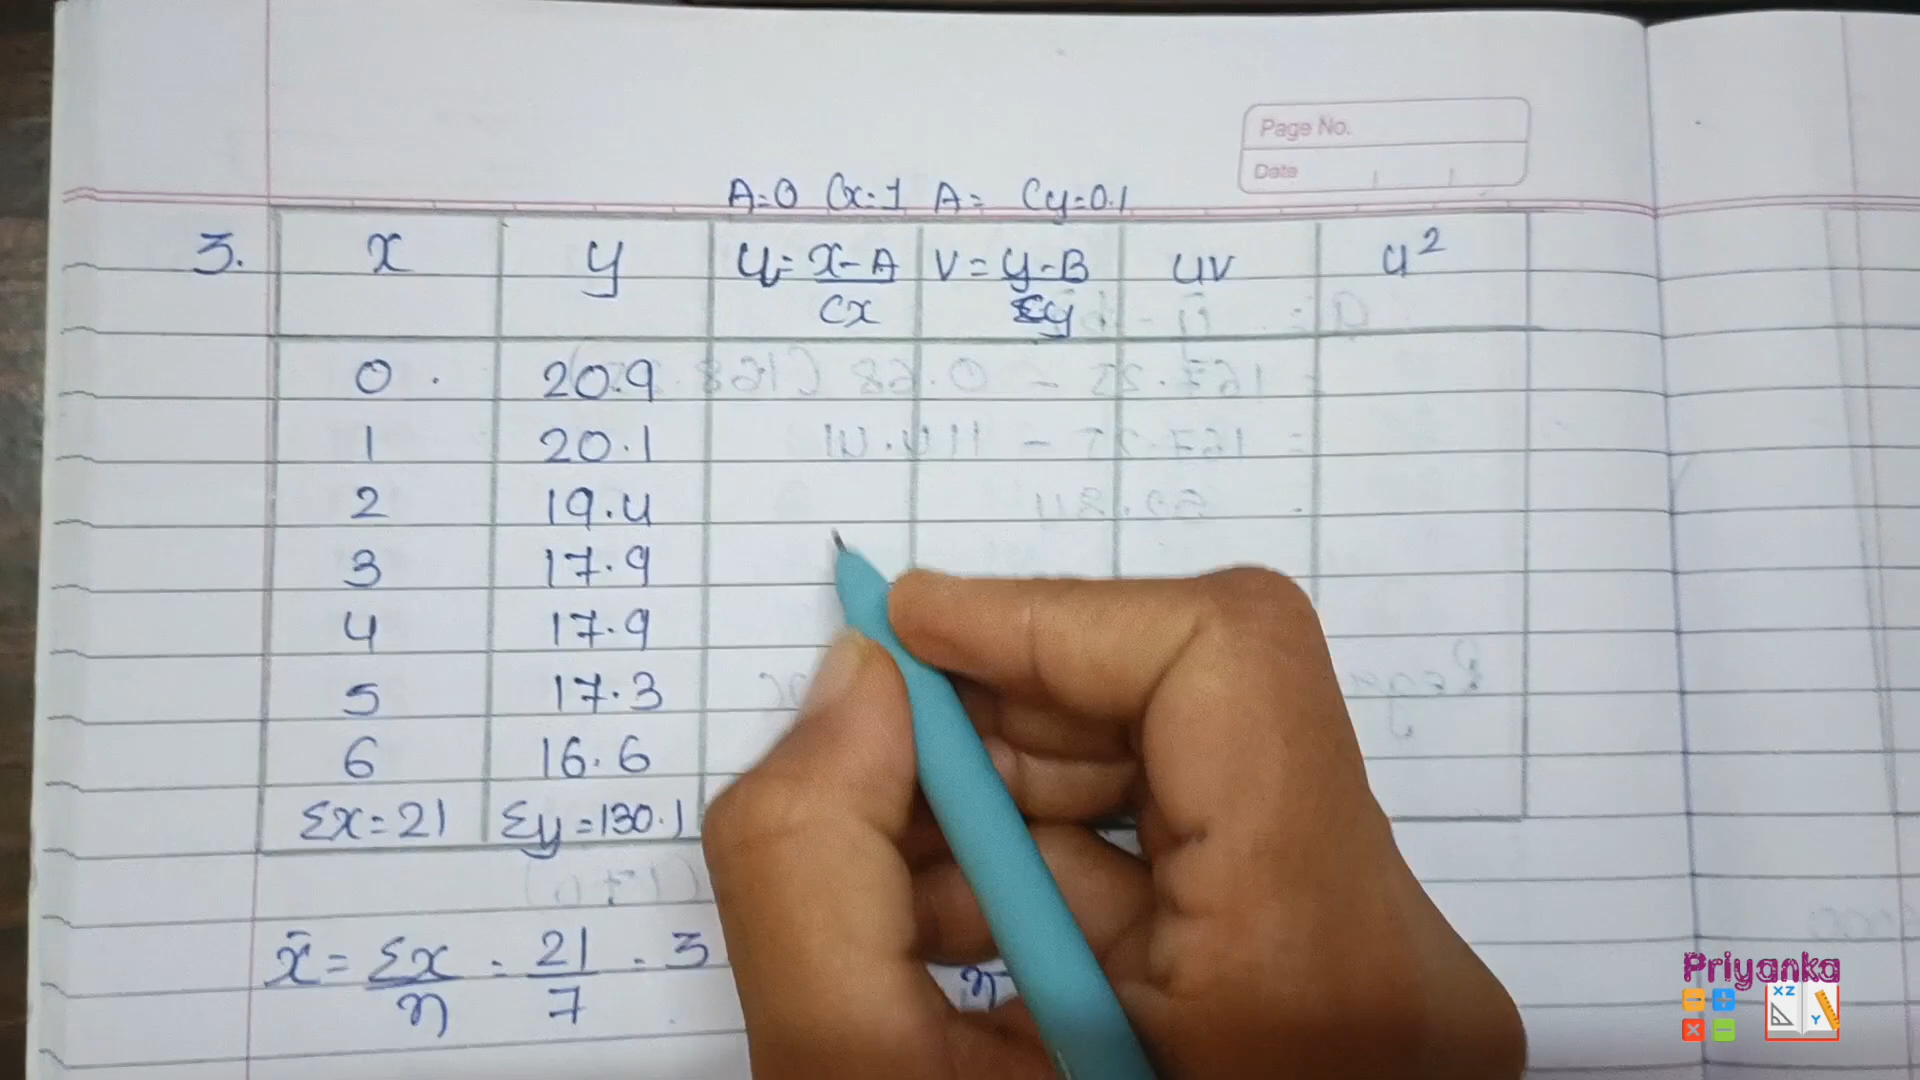 Page No.
Date
A=0 Cx=1 A= Cy=0.1
3. x y u=x-A/Cx v=y-B/Cy uv u²
0 20.9
1 20.1
2 19.4
3 17.9
4 17.9
5 17.3
6 16.6
Σx=21 Σy=130.1
x̄=Σx/n=21/7=3 n
Priyanka
XZ
Y